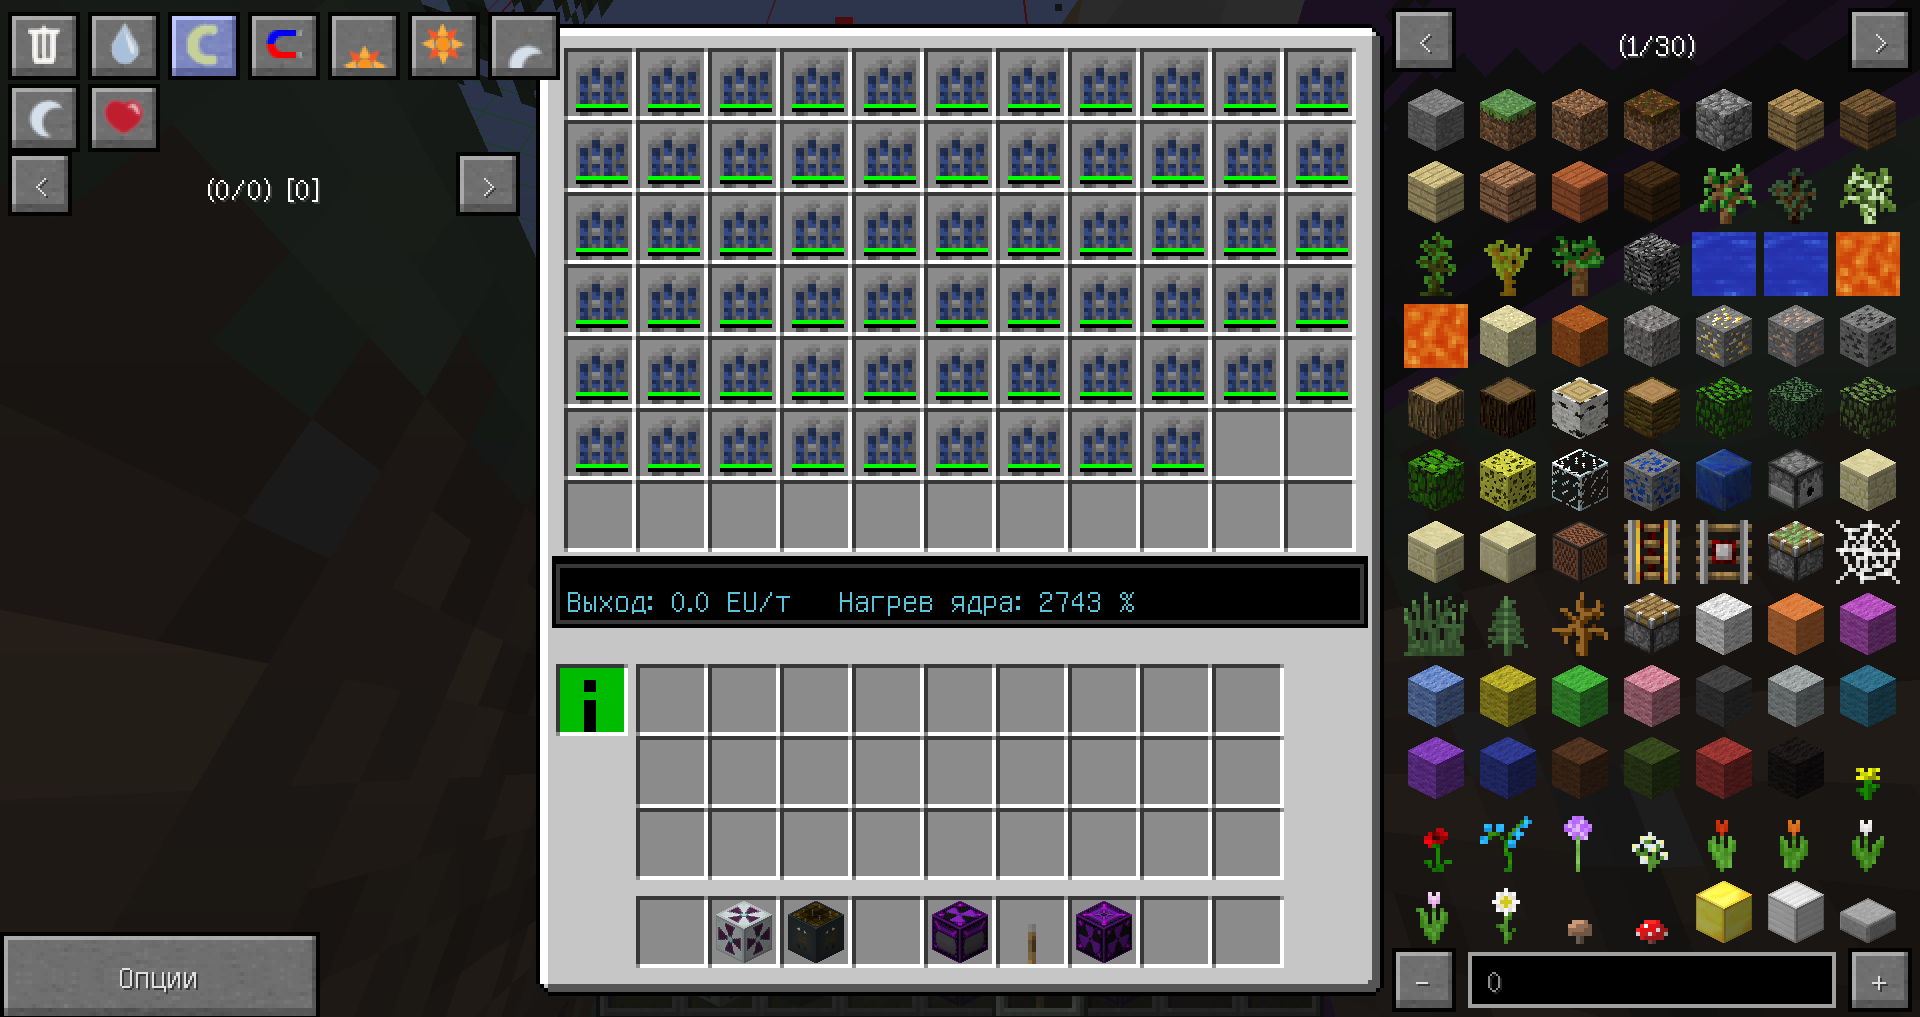 (1/30)
(0/0) [0]
Выход: 0.0 EU/т Нагрев ядра: 2743 %
Опции
0